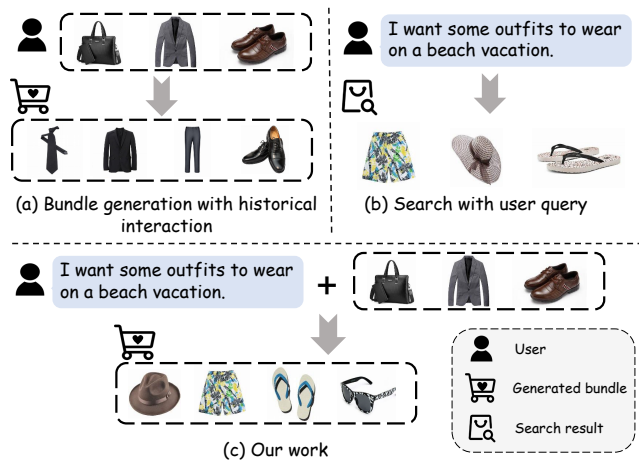 I want some outfits to wear
on a beach vacation.
(a) Bundle generation with historical
interaction
(b) Search with user query
I want some outfits to wear
on a beach vacation.
+
User
Generated bundle
Search result
(c) Our work